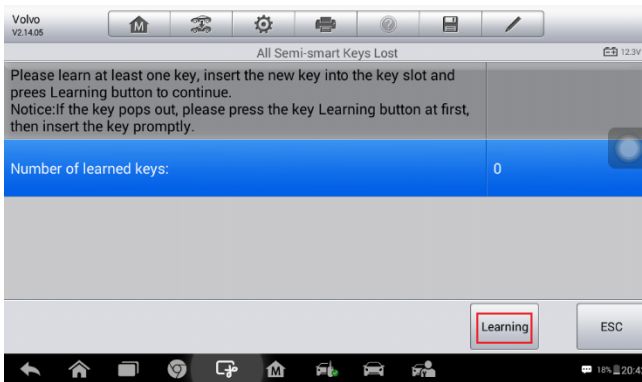 Volvo
V2.14.05
All Semi-smart Keys Lost
12.3V
Please learn at least one key, insert the new key into the key slot and
prees Learning button to continue.
Notice:If the key pops out, please press the key Learning button at first,
then insert the key promptly.
Number of learned keys:
0
Learning
ESC
18%